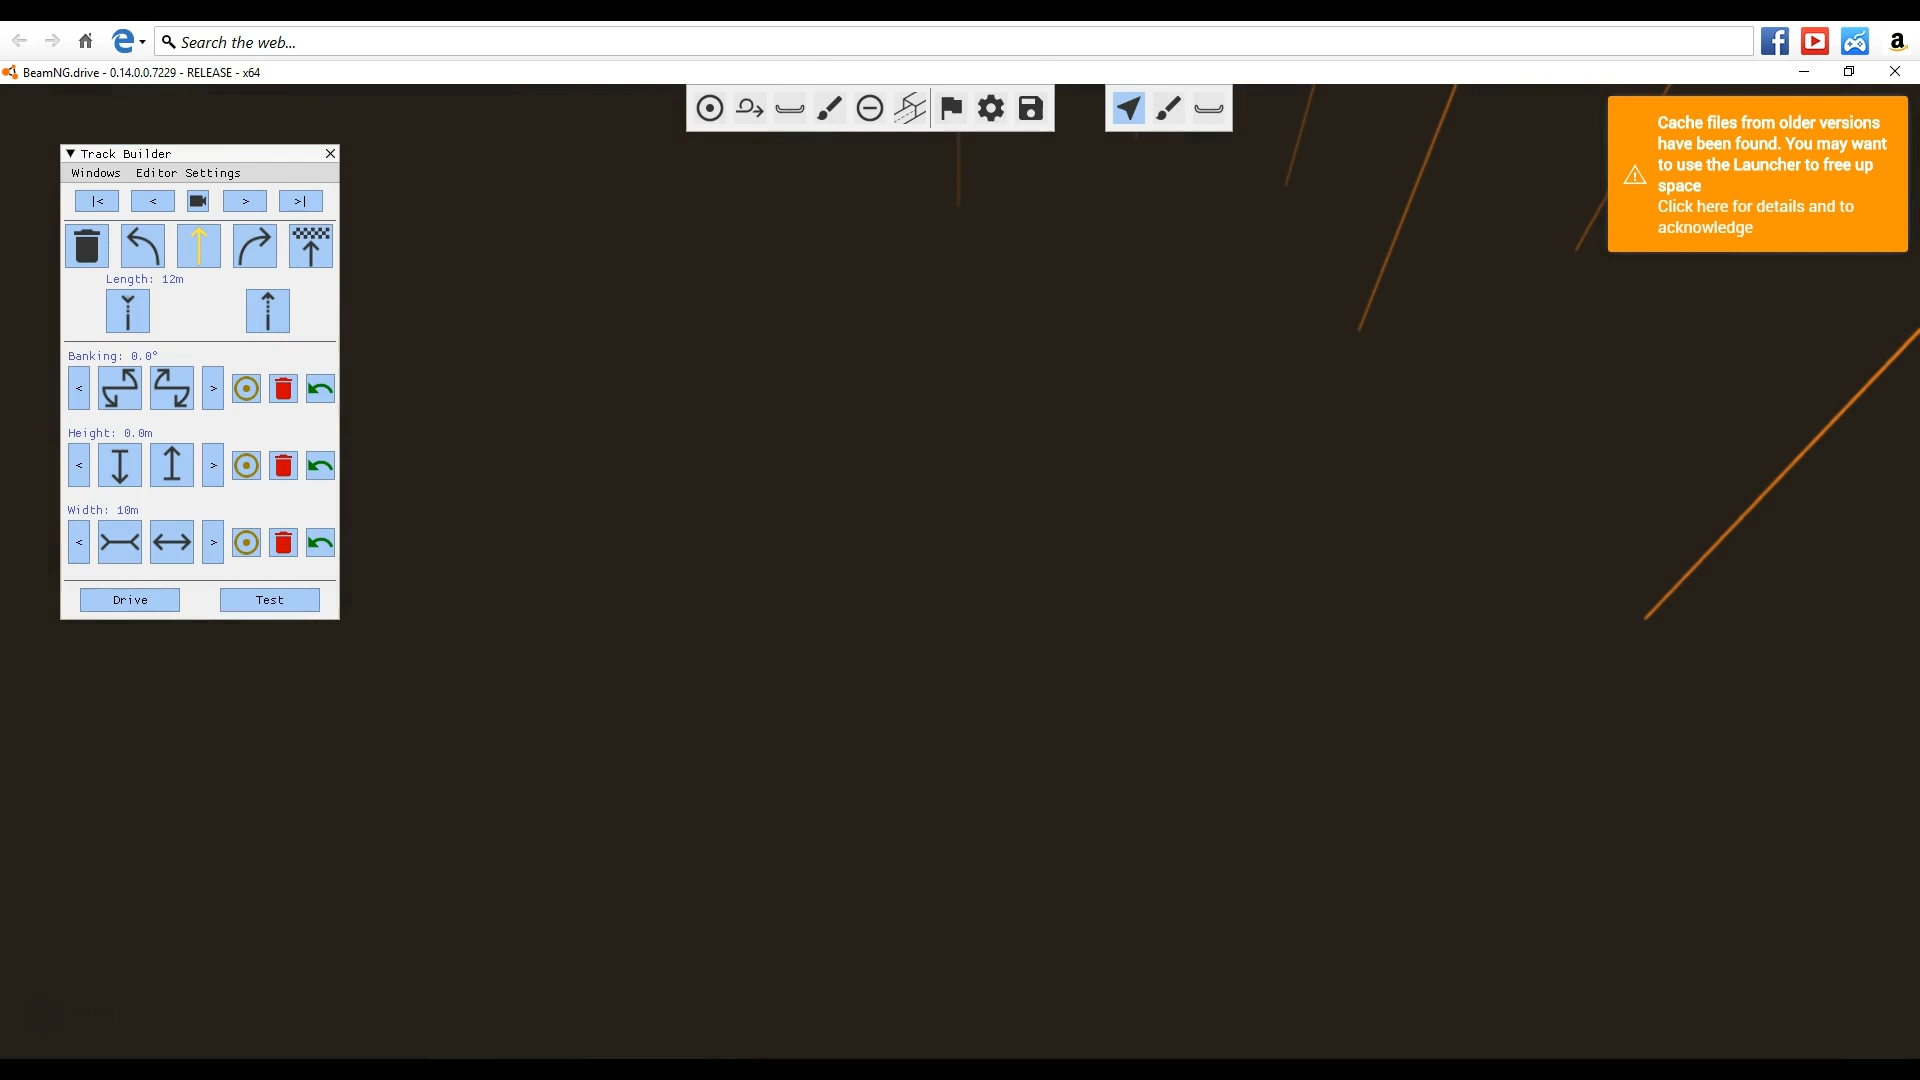 Search the web...
BeamNG.drive - 0.14.0.0.7229 - RELEASE - x64
Cache files from older versions
have been found. You may want
to use the Launcher to free up
space
Click here for details and to
acknowledge
Track Builder
Windows Editor Settings
|< < > >|
Length: 12m
Banking: 0.0°
< >
Height: 0.0m
< >
Width: 10m
< >
Drive Test